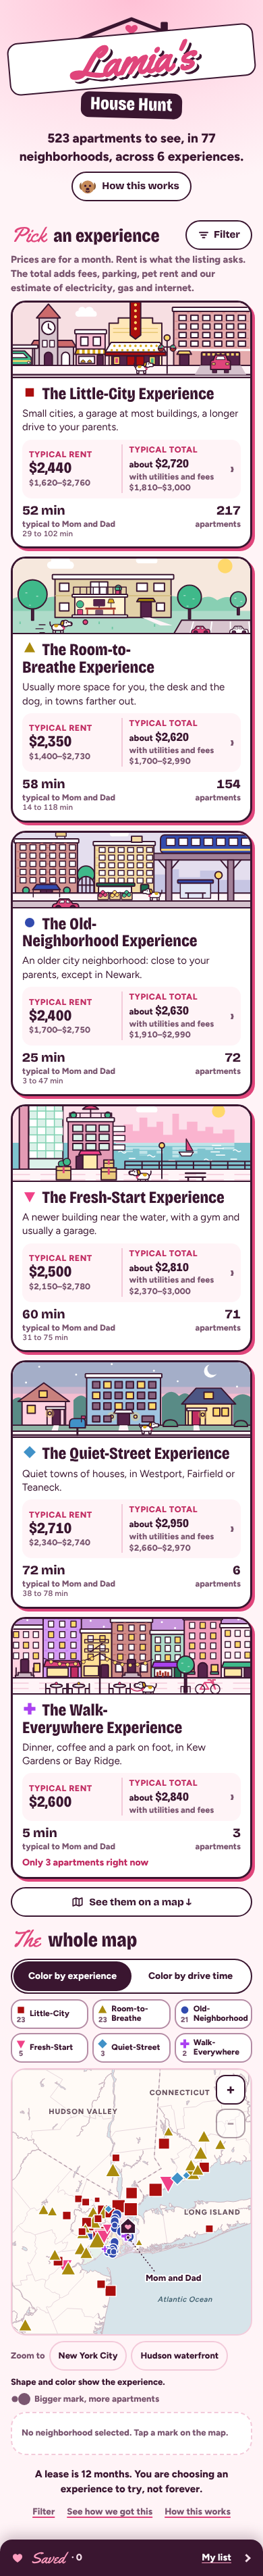 Lamia's
House Hunt
523 apartments to see, in 77
neighborhoods, across 6 experiences.
How this works
Pick an experience
Filter
Prices are for a month. Rent is what the listing asks.
The total adds fees, parking, pet rent and our
estimate of electricity, gas and internet.
The Little-City Experience
Small cities, a garage at most buildings, a longer
drive to your parents.
TYPICAL RENT
$2,440
$1,620–$2,760
TYPICAL TOTAL
about $2,720
with utilities and fees
$1,810–$3,000
52 min
typical to Mom and Dad
29 to 102 min
217
apartments
The Room-to-
Breathe Experience
Usually more space for you, the desk and the
dog, in towns farther out.
TYPICAL RENT
$2,350
$1,400–$2,730
TYPICAL TOTAL
about $2,620
with utilities and fees
$1,700–$2,990
58 min
typical to Mom and Dad
14 to 118 min
154
apartments
The Old-
Neighborhood Experience
An older city neighborhood: close to your
parents, except in Newark.
TYPICAL RENT
$2,400
$1,700–$2,750
TYPICAL TOTAL
about $2,630
with utilities and fees
$1,910–$2,990
25 min
typical to Mom and Dad
3 to 47 min
72
apartments
The Fresh-Start Experience
A newer building near the water, with a gym and
usually a garage.
TYPICAL RENT
$2,500
$2,150–$2,780
TYPICAL TOTAL
about $2,810
with utilities and fees
$2,370–$3,000
60 min
typical to Mom and Dad
31 to 75 min
71
apartments
The Quiet-Street Experience
Quiet towns of houses, in Westport, Fairfield or
Teaneck.
TYPICAL RENT
$2,710
$2,340–$2,740
TYPICAL TOTAL
about $2,950
with utilities and fees
$2,660–$2,970
72 min
typical to Mom and Dad
38 to 78 min
6
apartments
The Walk-
Everywhere Experience
Dinner, coffee and a park on foot, in Kew
Gardens or Bay Ridge.
TYPICAL RENT
$2,600
TYPICAL TOTAL
about $2,840
with utilities and fees
5 min
typical to Mom and Dad
Only 3 apartments right now
3
apartments
See them on a map ↓
The whole map
Color by experience
Color by drive time
Little-City
23
Room-to-
Breathe
23
Old-
Neighborhood
21
Fresh-Start
5
Quiet-Street
3
Walk-
Everywhere
2
CONNECTICUT
HUDSON VALLEY
LONG ISLAND
Mom and Dad
Atlantic Ocean
+
−
Zoom to
New York City
Hudson waterfront
Shape and color show the experience.
Bigger mark, more apartments
No neighborhood selected. Tap a mark on the map.
A lease is 12 months. You are choosing an
experience to try, not forever.
Filter
See how we got this
How this works
Saved · 0
My list